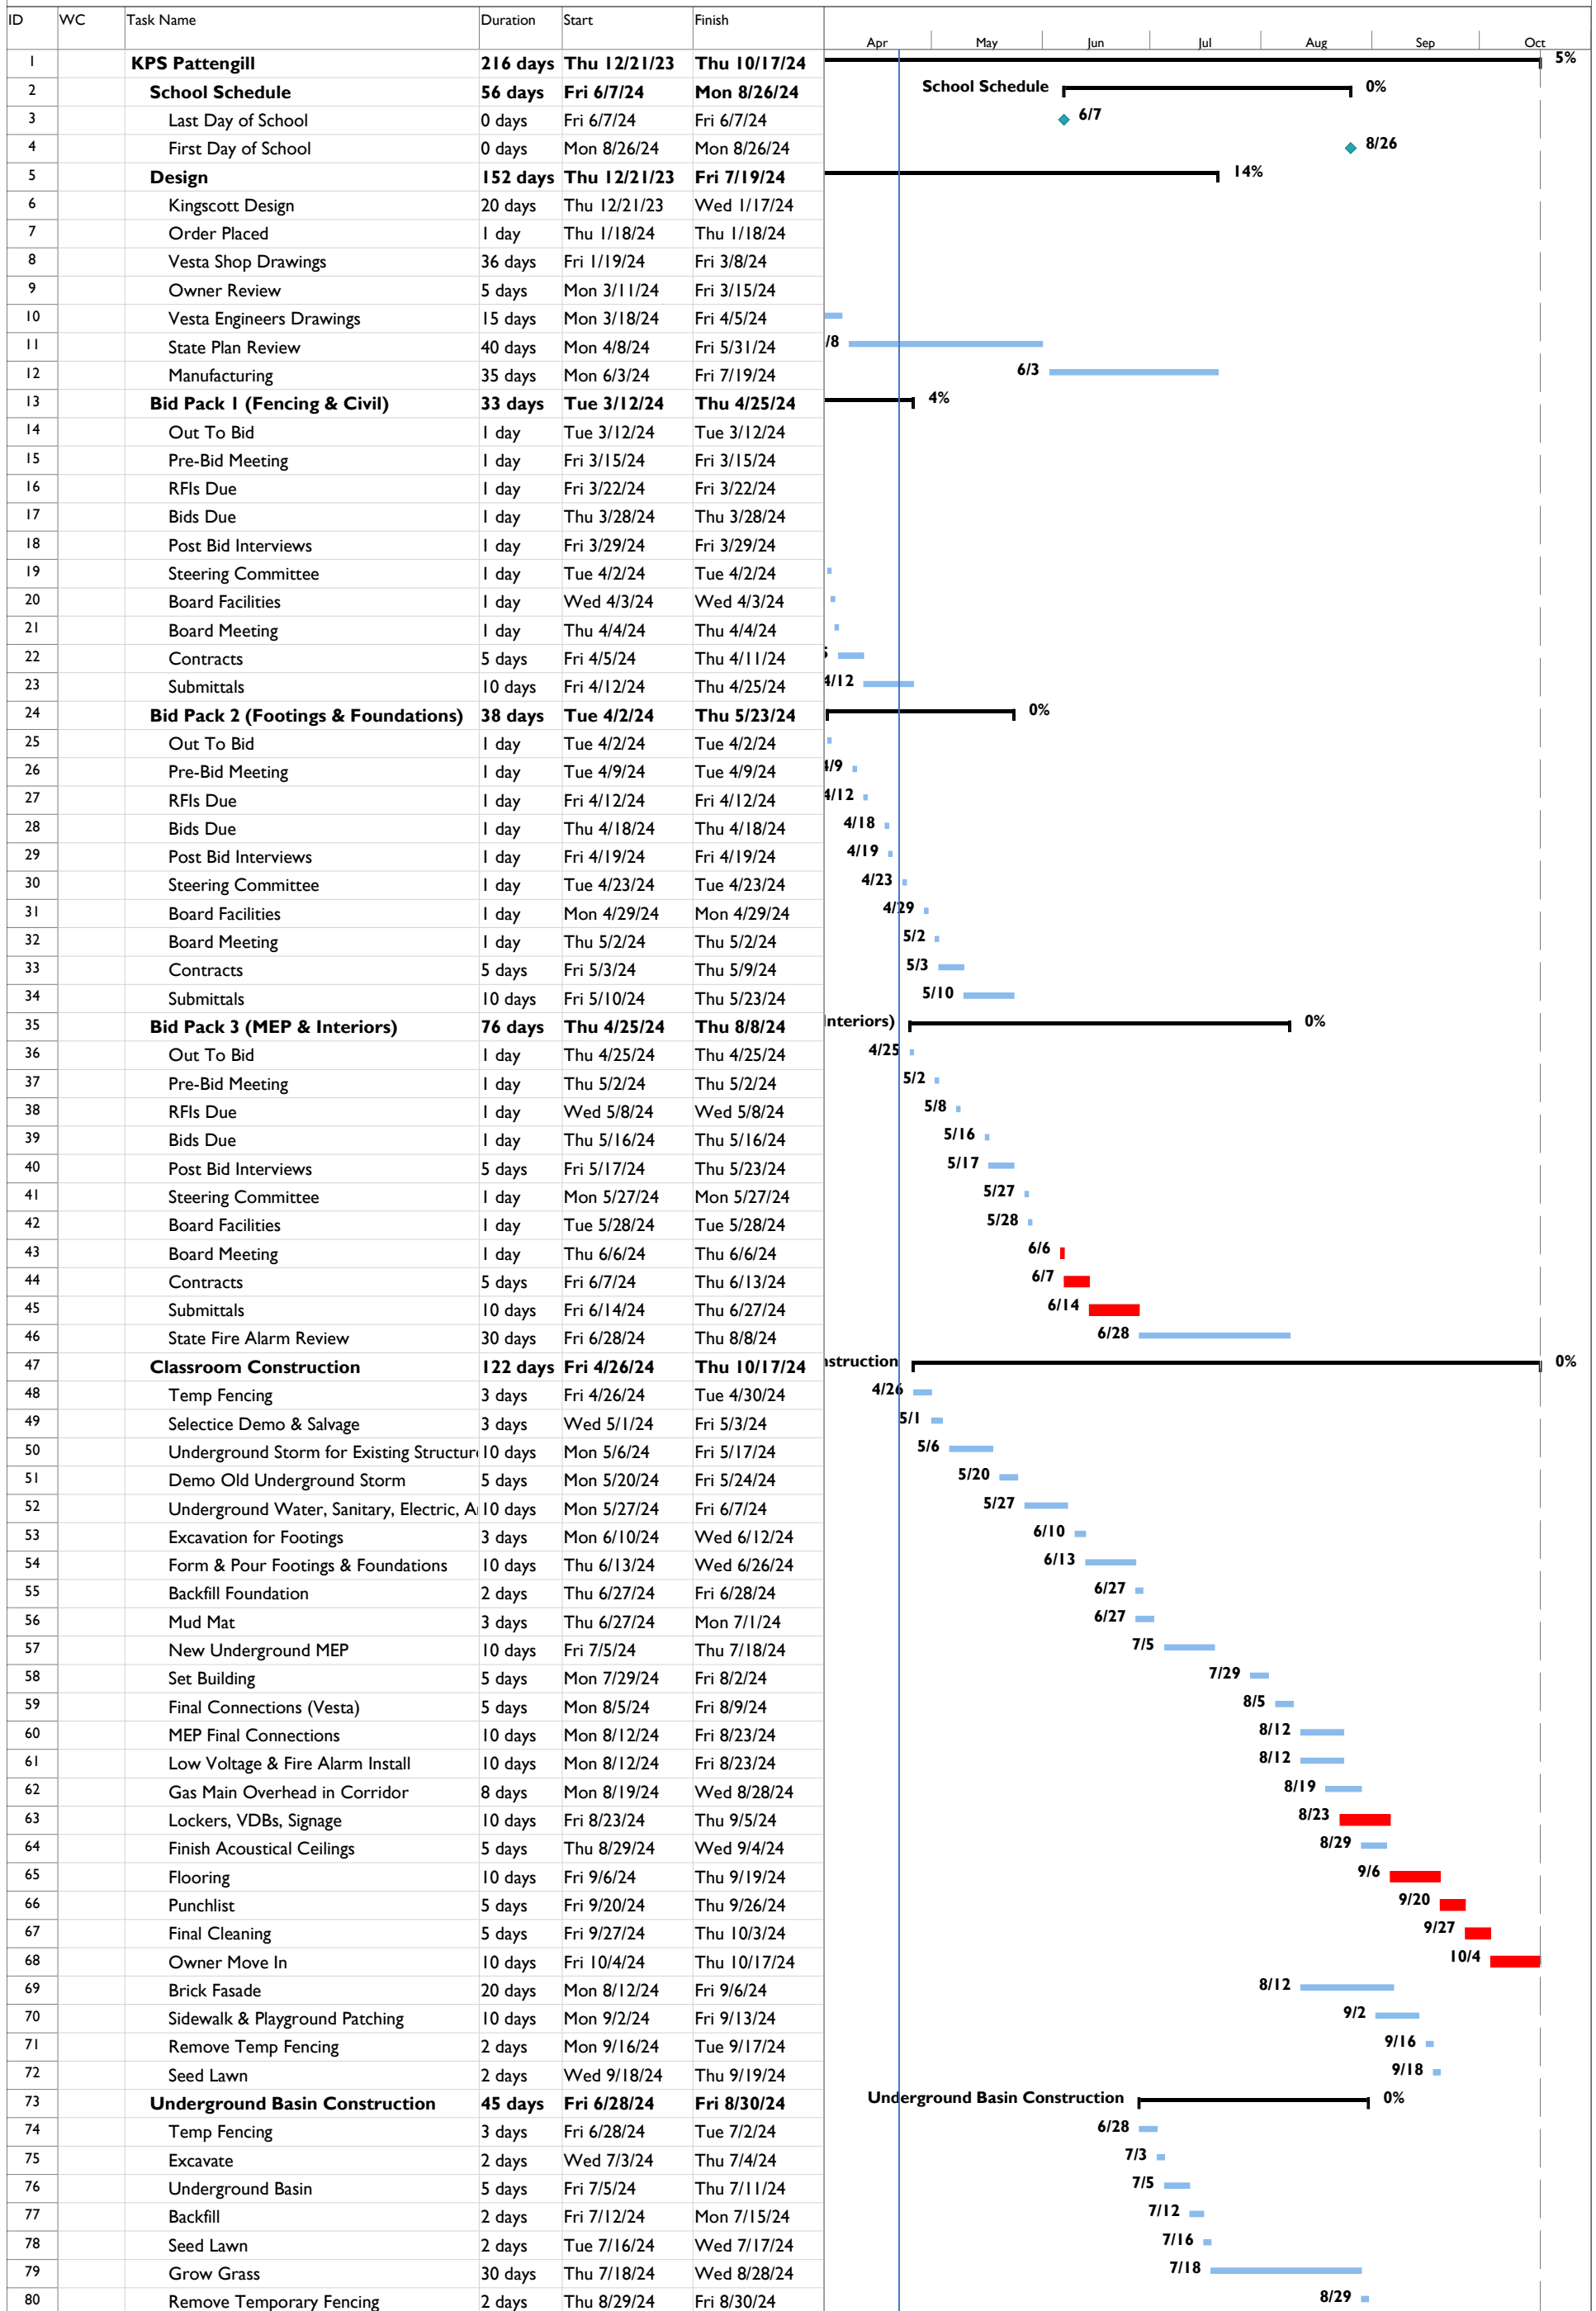 ID WC Task Name Duration Start Finish
Apr May Jun Jul Aug Sep Oct
1 KPS Pattengill 216 days Thu 12/21/23 Thu 10/17/24 5%
2 School Schedule 56 days Fri 6/7/24 Mon 8/26/24 School Schedule 0%
3 Last Day of School 0 days Fri 6/7/24 Fri 6/7/24 6/7
4 First Day of School 0 days Mon 8/26/24 Mon 8/26/24 8/26
5 Design 152 days Thu 12/21/23 Fri 7/19/24 14%
6 Kingscott Design 20 days Thu 12/21/23 Wed 1/17/24
7 Order Placed 1 day Thu 1/18/24 Thu 1/18/24
8 Vesta Shop Drawings 36 days Fri 1/19/24 Fri 3/8/24
9 Owner Review 5 days Mon 3/11/24 Fri 3/15/24
10 Vesta Engineers Drawings 15 days Mon 3/18/24 Fri 4/5/24
11 State Plan Review 40 days Mon 4/8/24 Fri 5/31/24 /8
12 Manufacturing 35 days Mon 6/3/24 Fri 7/19/24 6/3
13 Bid Pack 1 (Fencing & Civil) 33 days Tue 3/12/24 Thu 4/25/24 4%
14 Out To Bid 1 day Tue 3/12/24 Tue 3/12/24
15 Pre-Bid Meeting 1 day Fri 3/15/24 Fri 3/15/24
16 RFIs Due 1 day Fri 3/22/24 Fri 3/22/24
17 Bids Due 1 day Thu 3/28/24 Thu 3/28/24
18 Post Bid Interviews 1 day Fri 3/29/24 Fri 3/29/24
19 Steering Committee 1 day Tue 4/2/24 Tue 4/2/24
20 Board Facilities 1 day Wed 4/3/24 Wed 4/3/24
21 Board Meeting 1 day Thu 4/4/24 Thu 4/4/24
22 Contracts 5 days Fri 4/5/24 Thu 4/11/24
23 Submittals 10 days Fri 4/12/24 Thu 4/25/24 4/12
24 Bid Pack 2 (Footings & Foundations) 38 days Tue 4/2/24 Thu 5/23/24 0%
25 Out To Bid 1 day Tue 4/2/24 Tue 4/2/24
26 Pre-Bid Meeting 1 day Tue 4/9/24 Tue 4/9/24 4/9
27 RFIs Due 1 day Fri 4/12/24 Fri 4/12/24 4/12
28 Bids Due 1 day Thu 4/18/24 Thu 4/18/24 4/18
29 Post Bid Interviews 1 day Fri 4/19/24 Fri 4/19/24 4/19
30 Steering Committee 1 day Tue 4/23/24 Tue 4/23/24 4/23
31 Board Facilities 1 day Mon 4/29/24 Mon 4/29/24 4/29
32 Board Meeting 1 day Thu 5/2/24 Thu 5/2/24 5/2
33 Contracts 5 days Fri 5/3/24 Thu 5/9/24 5/3
34 Submittals 10 days Fri 5/10/24 Thu 5/23/24 5/10
35 Bid Pack 3 (MEP & Interiors) 76 days Thu 4/25/24 Thu 8/8/24 nteriors) 0%
36 Out To Bid 1 day Thu 4/25/24 Thu 4/25/24 4/25
37 Pre-Bid Meeting 1 day Thu 5/2/24 Thu 5/2/24 5/2
38 RFIs Due 1 day Wed 5/8/24 Wed 5/8/24 5/8
39 Bids Due 1 day Thu 5/16/24 Thu 5/16/24 5/16
40 Post Bid Interviews 5 days Fri 5/17/24 Thu 5/23/24 5/17
41 Steering Committee 1 day Mon 5/27/24 Mon 5/27/24 5/27
42 Board Facilities 1 day Tue 5/28/24 Tue 5/28/24 5/28
43 Board Meeting 1 day Thu 6/6/24 Thu 6/6/24 6/6
44 Contracts 5 days Fri 6/7/24 Thu 6/13/24 6/7
45 Submittals 10 days Fri 6/14/24 Thu 6/27/24 6/14
46 State Fire Alarm Review 30 days Fri 6/28/24 Thu 8/8/24 6/28
47 Classroom Construction 122 days Fri 4/26/24 Thu 10/17/24 struction 0%
48 Temp Fencing 3 days Fri 4/26/24 Tue 4/30/24 4/26
49 Selectice Demo & Salvage 3 days Wed 5/1/24 Fri 5/3/24 5/1
50 Underground Storm for Existing Structur 10 days Mon 5/6/24 Fri 5/17/24 5/6
51 Demo Old Underground Storm 5 days Mon 5/20/24 Fri 5/24/24 5/20
52 Underground Water, Sanitary, Electric, A 10 days Mon 5/27/24 Fri 6/7/24 5/27
53 Excavation for Footings 3 days Mon 6/10/24 Wed 6/12/24 6/10
54 Form & Pour Footings & Foundations 10 days Thu 6/13/24 Wed 6/26/24 6/13
55 Backfill Foundation 2 days Thu 6/27/24 Fri 6/28/24 6/27
56 Mud Mat 3 days Thu 6/27/24 Mon 7/1/24 6/27
57 New Underground MEP 10 days Fri 7/5/24 Thu 7/18/24 7/5
58 Set Building 5 days Mon 7/29/24 Fri 8/2/24 7/29
59 Final Connections (Vesta) 5 days Mon 8/5/24 Fri 8/9/24 8/5
60 MEP Final Connections 10 days Mon 8/12/24 Fri 8/23/24 8/12
61 Low Voltage & Fire Alarm Install 10 days Mon 8/12/24 Fri 8/23/24 8/12
62 Gas Main Overhead in Corridor 8 days Mon 8/19/24 Wed 8/28/24 8/19
63 Lockers, VDBs, Signage 10 days Fri 8/23/24 Thu 9/5/24 8/23
64 Finish Acoustical Ceilings 5 days Thu 8/29/24 Wed 9/4/24 8/29
65 Flooring 10 days Fri 9/6/24 Thu 9/19/24 9/6
66 Punchlist 5 days Fri 9/20/24 Thu 9/26/24 9/20
67 Final Cleaning 5 days Fri 9/27/24 Thu 10/3/24 9/27
68 Owner Move In 10 days Fri 10/4/24 Thu 10/17/24 10/4
69 Brick Fasade 20 days Mon 8/12/24 Fri 9/6/24 8/12
70 Sidewalk & Playground Patching 10 days Mon 9/2/24 Fri 9/13/24 9/2
71 Remove Temp Fencing 2 days Mon 9/16/24 Tue 9/17/24 9/16
72 Seed Lawn 2 days Wed 9/18/24 Thu 9/19/24 9/18
73 Underground Basin Construction 45 days Fri 6/28/24 Fri 8/30/24 Underground Basin Construction 0%
74 Temp Fencing 3 days Fri 6/28/24 Tue 7/2/24 6/28
75 Excavate 2 days Wed 7/3/24 Thu 7/4/24 7/3
76 Underground Basin 5 days Fri 7/5/24 Thu 7/11/24 7/5
77 Backfill 2 days Fri 7/12/24 Mon 7/15/24 7/12
78 Seed Lawn 2 days Tue 7/16/24 Wed 7/17/24 7/16
79 Grow Grass 30 days Thu 7/18/24 Wed 8/28/24 7/18
80 Remove Temporary Fencing 2 days Thu 8/29/24 Fri 8/30/24 8/29